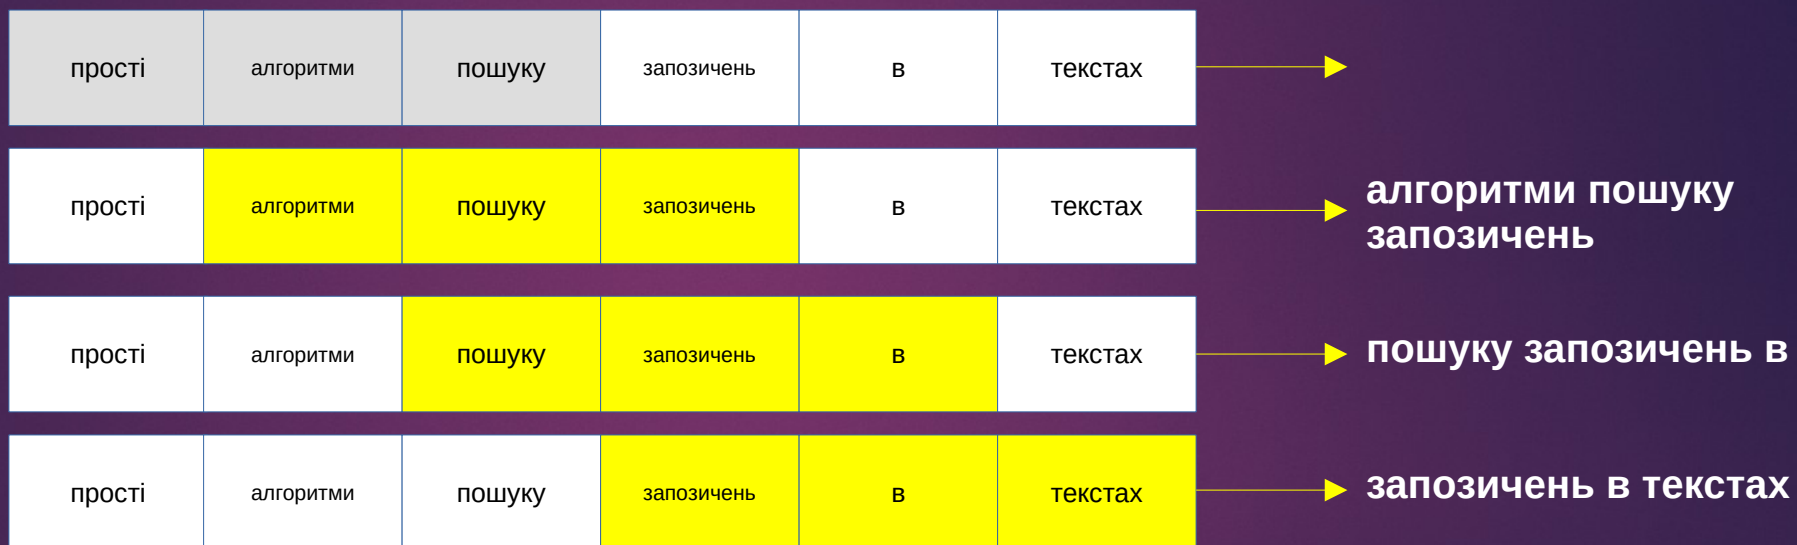 прості алгоритми пошуку запозичень в текстах
прості алгоритми пошуку запозичень в текстах
алгоритми пошуку
запозичень
прості алгоритми пошуку запозичень в текстах
пошуку запозичень в
прості алгоритми пошуку запозичень в текстах
запозичень в текстах